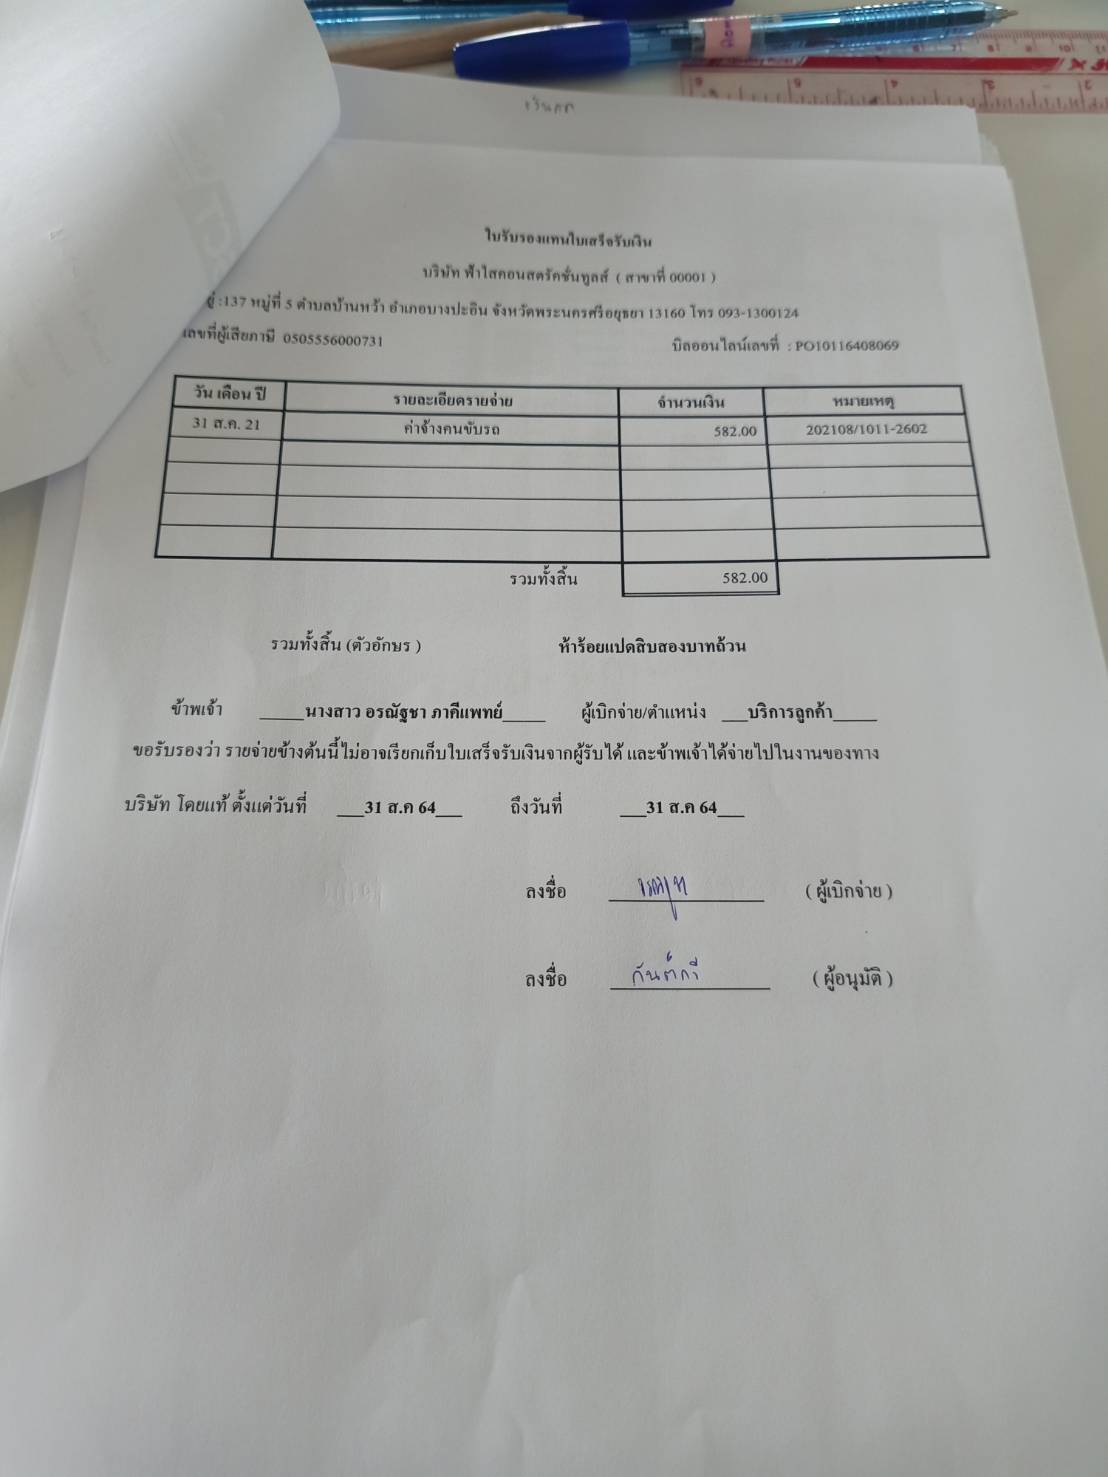 ใบรับรองแทนใบเสร็จรับเงิน
บริษัท ฟ้าใสคอนสตรัคชั่นทูลส์ ( สาขาที่ 00001 )
ยู่ :137 หมู่ที่ 5 ตำบลบ้านหว้า อำเภอบางปะอิน จังหวัดพระนครศรีอยุธยา 13160 โทร 093-1300124
เลขที่ผู้เสียภาษี 0505556000731 บิลออนไลน์เลขที่ : PO10116408069
วัน เดือน ปี รายละเอียดรายจ่าย จำนวนเงิน หมายเหตุ
31 ส.ค. 21 ค่าจ้างคนขับรถ 582.00 202108/1011-2602
รวมทั้งสิ้น 582.00
รวมทั้งสิ้น (ตัวอักษร ) ห้าร้อยแปดสิบสองบาทถ้วน
ข้าพเจ้า ____นางสาว อรณัฐชา ภาคีแพทย์____ ผู้เบิกจ่าย/ตำแหน่ง ___บริการลูกค้า____
ขอรับรองว่า รายจ่ายข้างต้นนี้ไม่อาจเรียกเก็บใบเสร็จรับเงินจากผู้รับได้ และข้าพเจ้าได้จ่ายไปในงานของทาง
บริษัท โดยแท้ ตั้งแต่วันที่ ___31 ส.ค 64___ ถึงวันที่ ___31 ส.ค 64___
ลงชื่อ ( ผู้เบิกจ่าย )
ลงชื่อ กันต์กวี ( ผู้อนุมัติ )